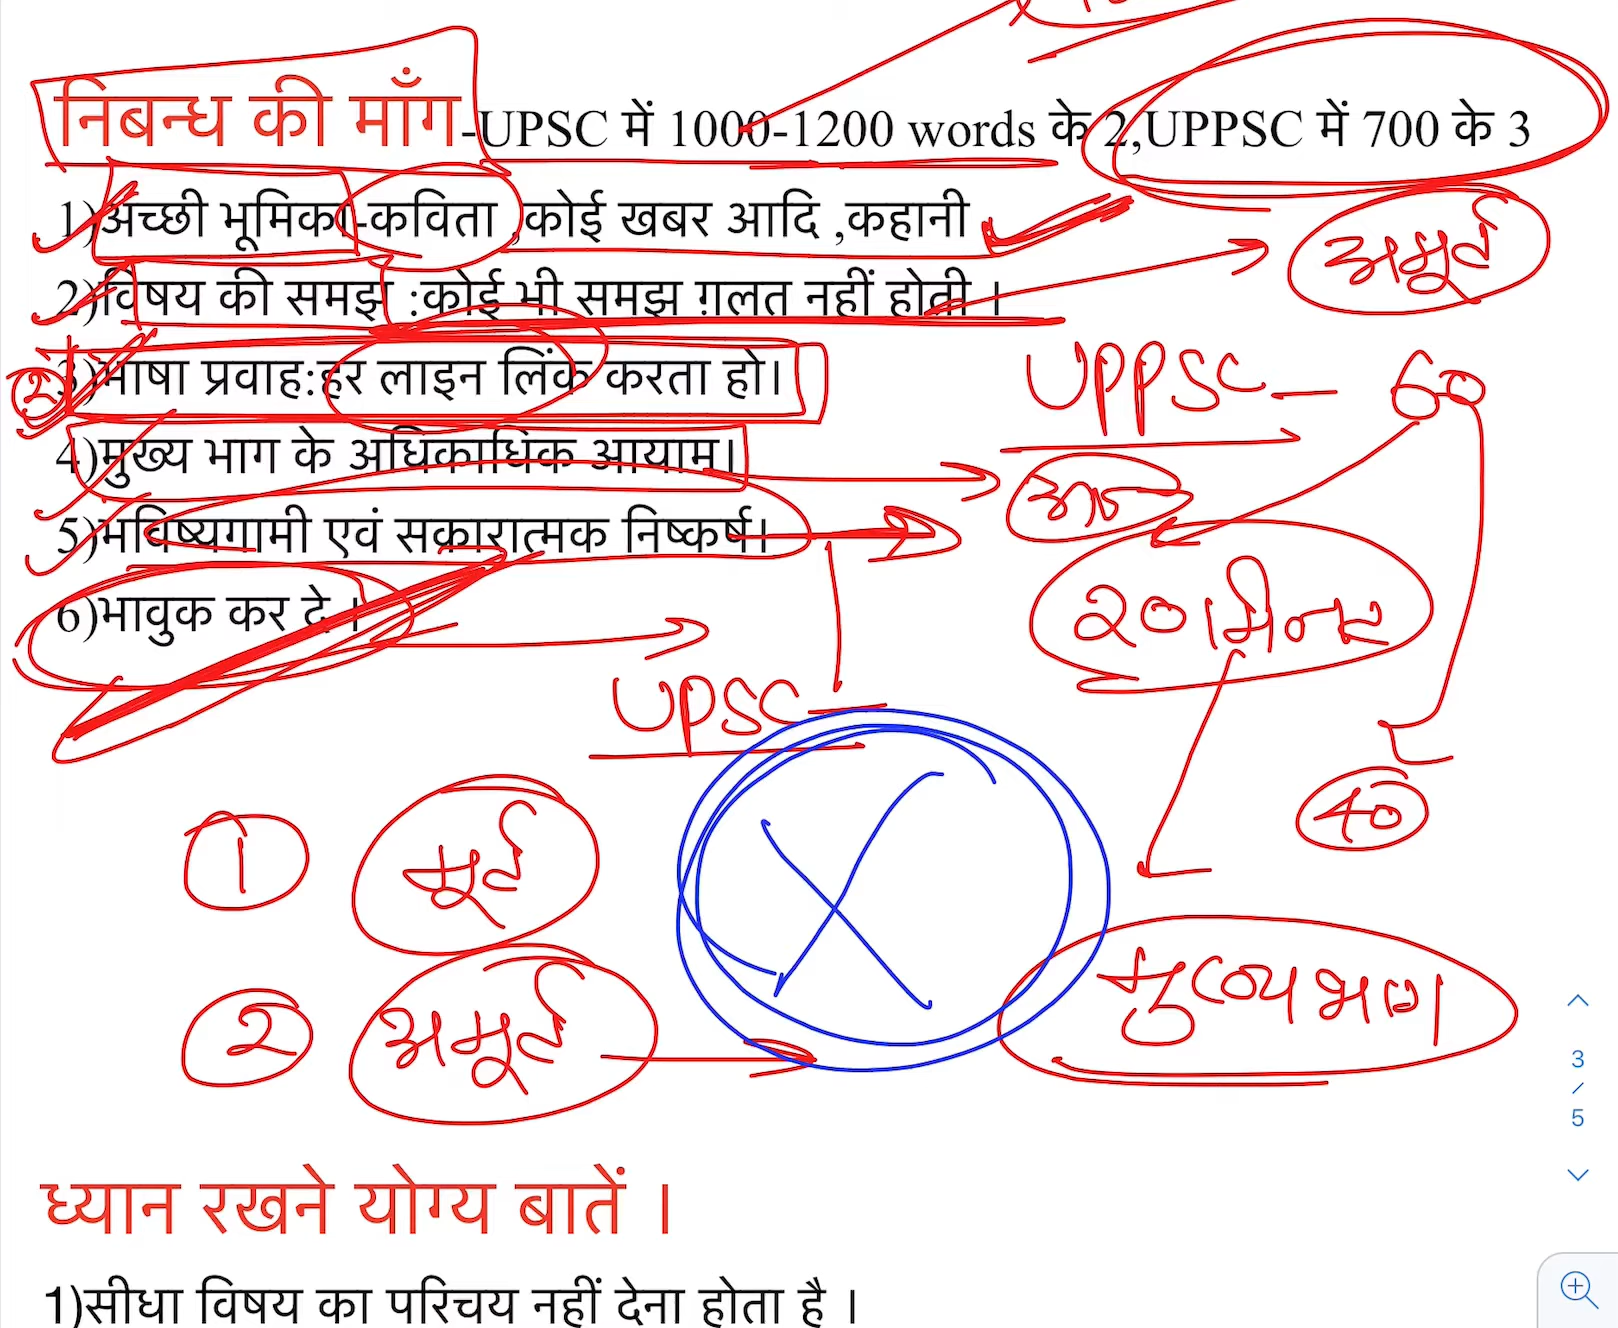 निबन्ध की माँग-UPSC में 1000-1200 words के 2,UPPSC में 700 के 3
1)अच्छी भूमिका-कविता ,कोई खबर आदि ,कहानी
अमूर्त
2)विषय की समझ :कोई भी समझ ग़लत नहीं होती ।
3)भाषा प्रवाह:हर लाइन लिंक करता हो।
UPPSC 60
4)मुख्य भाग के अधिकाधिक आयाम।
5)भविष्यगामी एवं सकारात्मक निष्कर्ष।
6)भावुक कर दे ।
20 मिनट
UPSC
40
1 मूर्त
मुख्य भाग
2 अमूर्त
3
/
5
ध्यान रखने योग्य बातें ।
1)सीधा विषय का परिचय नहीं देना होता है ।